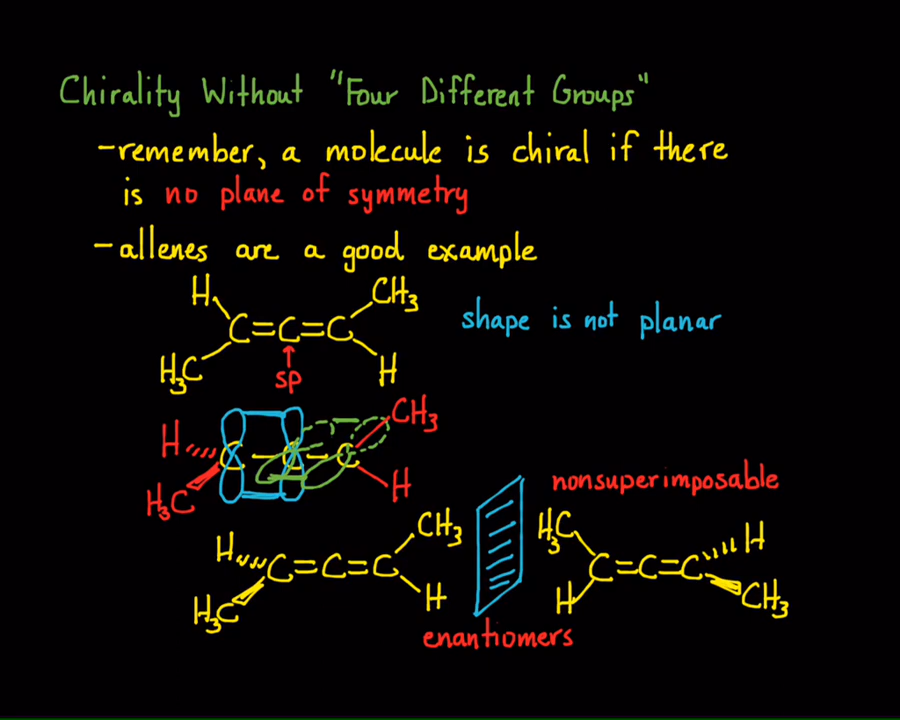 Chirality Without "Four Different Groups"
-remember, a molecule is chiral if there
is no plane of symmetry
-allenes are a good example
H CH₃
C=C=C
H₃C H
sp
shape is not planar
CH₃
H C-C-C
H₃C H
nonsuperimposable
H CH₃ H₃C H
C=C=C C=C=C
H₃C H H CH₃
enantiomers